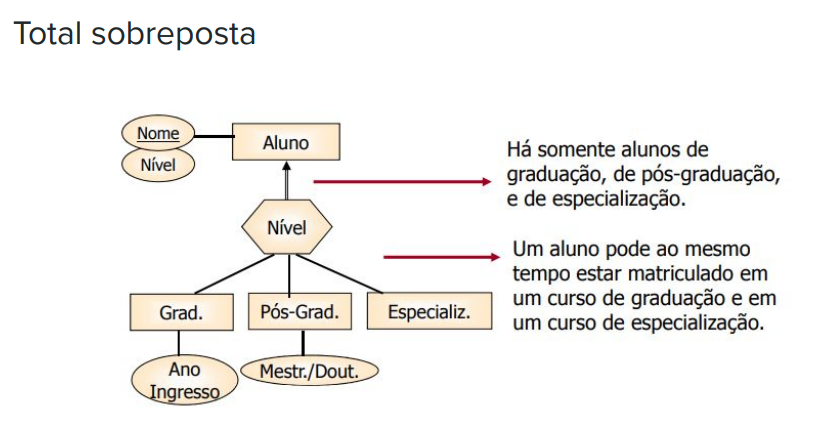 Total sobreposta
Nome
Nível
Aluno
Há somente alunos de
graduação, de pós-graduação,
e de especialização.
Nível
Um aluno pode ao mesmo
tempo estar matriculado em
um curso de graduação e em
um curso de especialização.
Grad.
Pós-Grad.
Especializ.
Ano
Ingresso
Mestr./Dout.